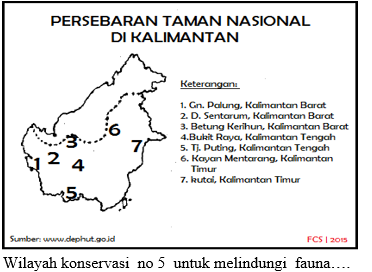 PERSEBARAN TAMAN NASIONAL
DI KALIMANTAN
Keterangan:
1. Gn. Palung, Kalimantan Barat
2. D. Sentarum, Kalimantan Barat
3. Betung Kerihun, Kalimantan Barat
4.Bukit Raya, Kalimantan Tengah
5. Tj. Puting, Kalimantan Tengah
6. Kayan Mentarang, Kalimantan
Timur
7. kutai, Kalimantan Timur
3
6
1
2
4
7
5
Sumber: www.dephut.go.id
FCS | 2015
Wilayah konservasi no 5 untuk melindungi fauna....